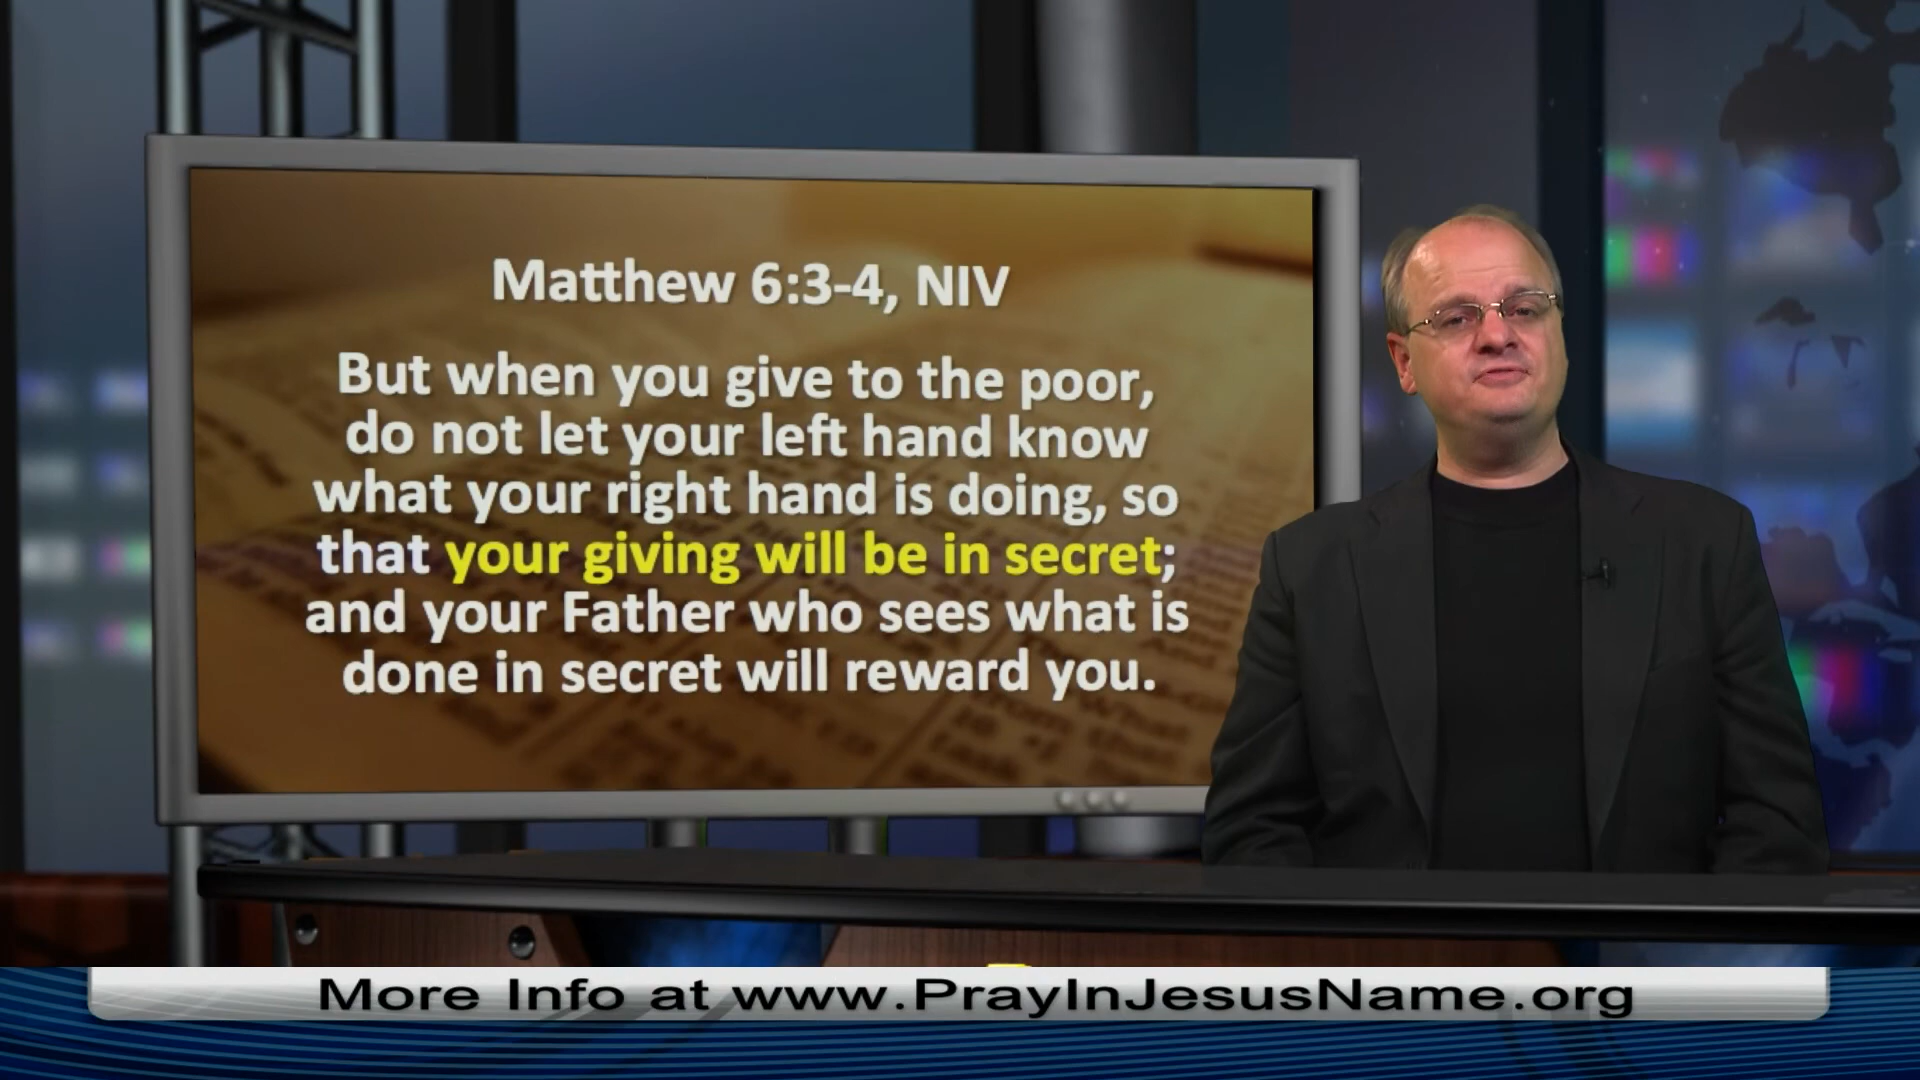 Matthew 6:3-4, NIV
But when you give to the poor,
do not let your left hand know
what your right hand is doing, so
that your giving will be in secret;
and your Father who sees what is
done in secret will reward you.
More Info at www.PrayInJesusName.org